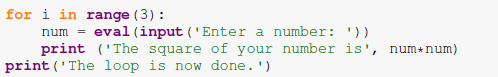 for i in range(3):
    num = eval(input('Enter a number: '))
    print ('The square of your number is', num*num)
print('The loop is now done.')